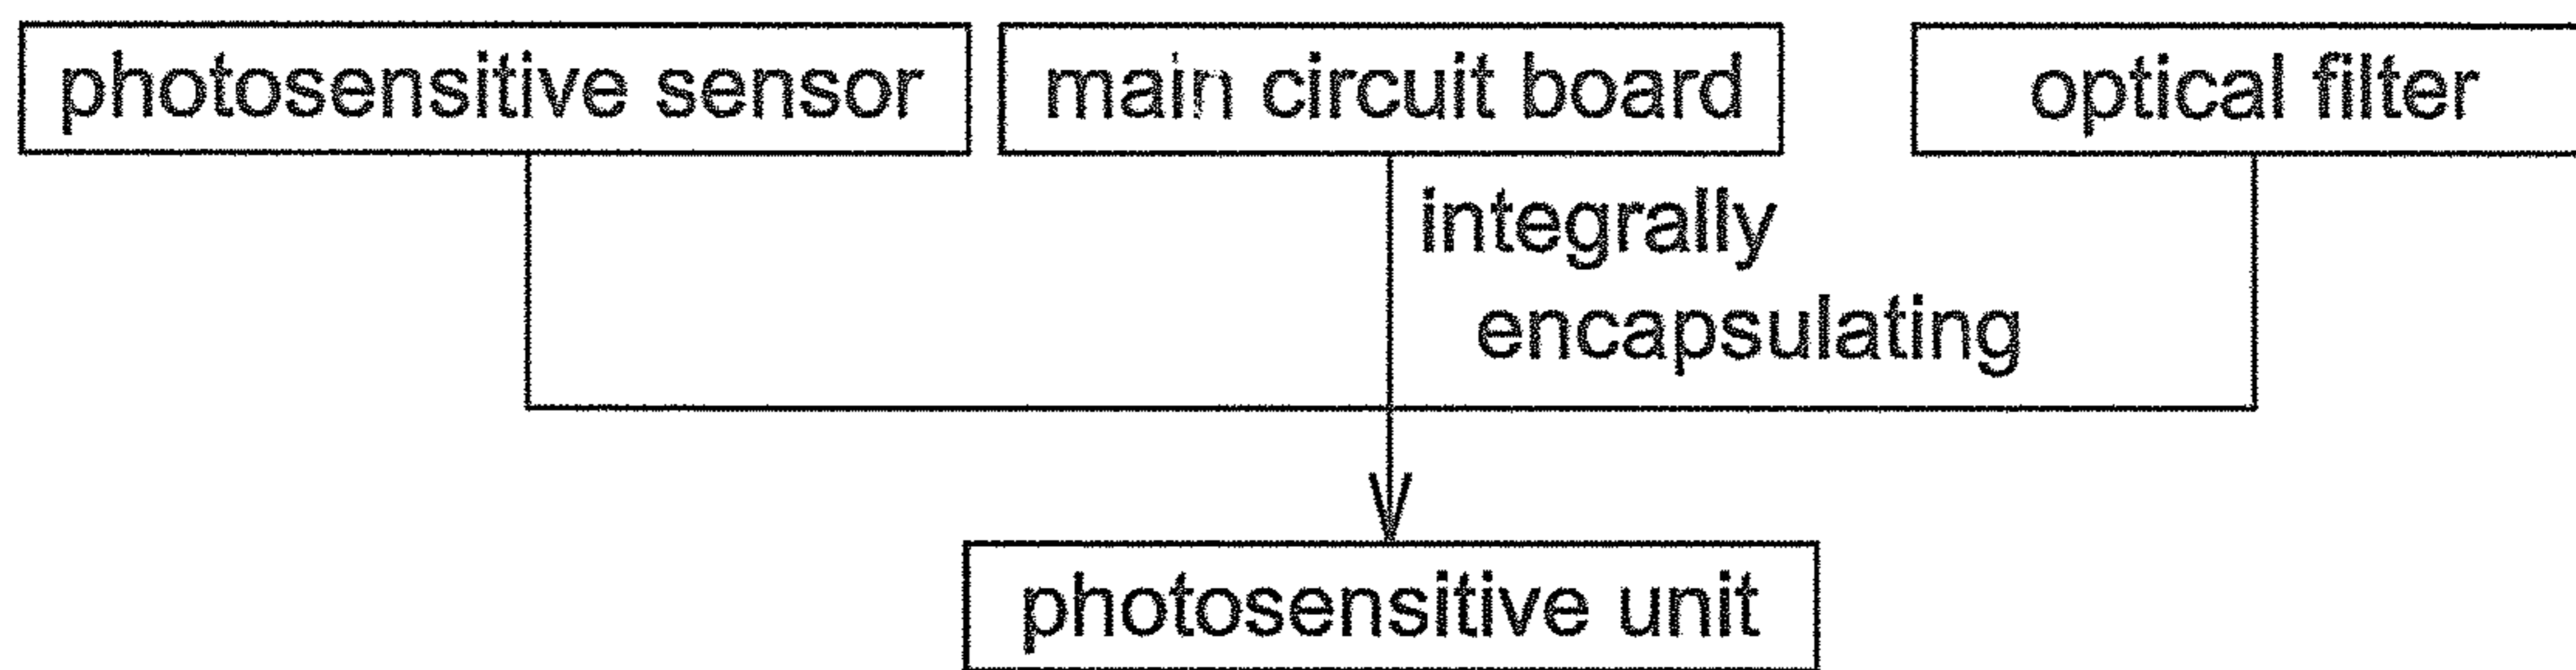 photosensitive sensor
main circuit board
optical filter
integrally
encapsulating
photosensitive unit